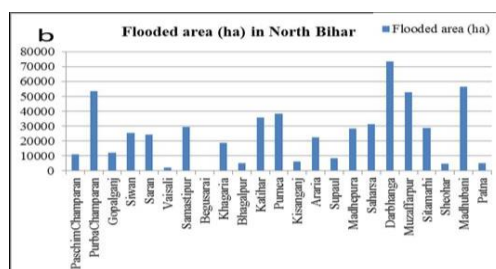 b
Flooded area (ha) in North Bihar
Flooded area (ha)
80000
70000
60000
50000
40000
30000
20000
10000
0
PaschimChamparan
PurbaChamparan
Gopalganj
Siwan
Saran
Vaisali
Samastipur
Begusarai
Khagaria
Bhagalpur
Katihar
Purnea
Kisanganj
Araria
Supaul
Madhepura
Saharsa
Darbhanga
Muzaffarpur
Sitamarhi
Sheohar
Madhubani
Patna